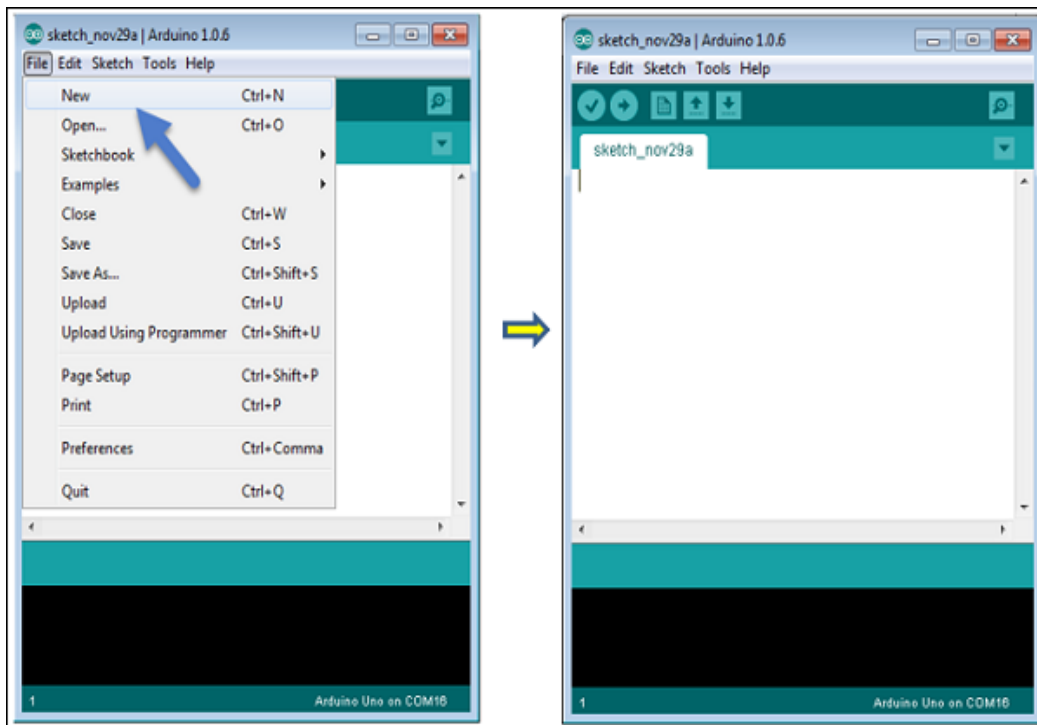 sketch_nov29a | Arduino 1.0.6
File Edit Sketch Tools Help
New Ctrl+N
Open... Ctrl+O
Sketchbook
Examples
Close Ctrl+W
Save Ctrl+S
Save As... Ctrl+Shift+S
Upload Ctrl+U
Upload Using Programmer Ctrl+Shift+U
Page Setup Ctrl+Shift+P
Print Ctrl+P
Preferences Ctrl+Comma
Quit Ctrl+Q
1 Arduino Uno on COM16
sketch_nov29a | Arduino 1.0.6
File Edit Sketch Tools Help
sketch_nov29a
1 Arduino Uno on COM16